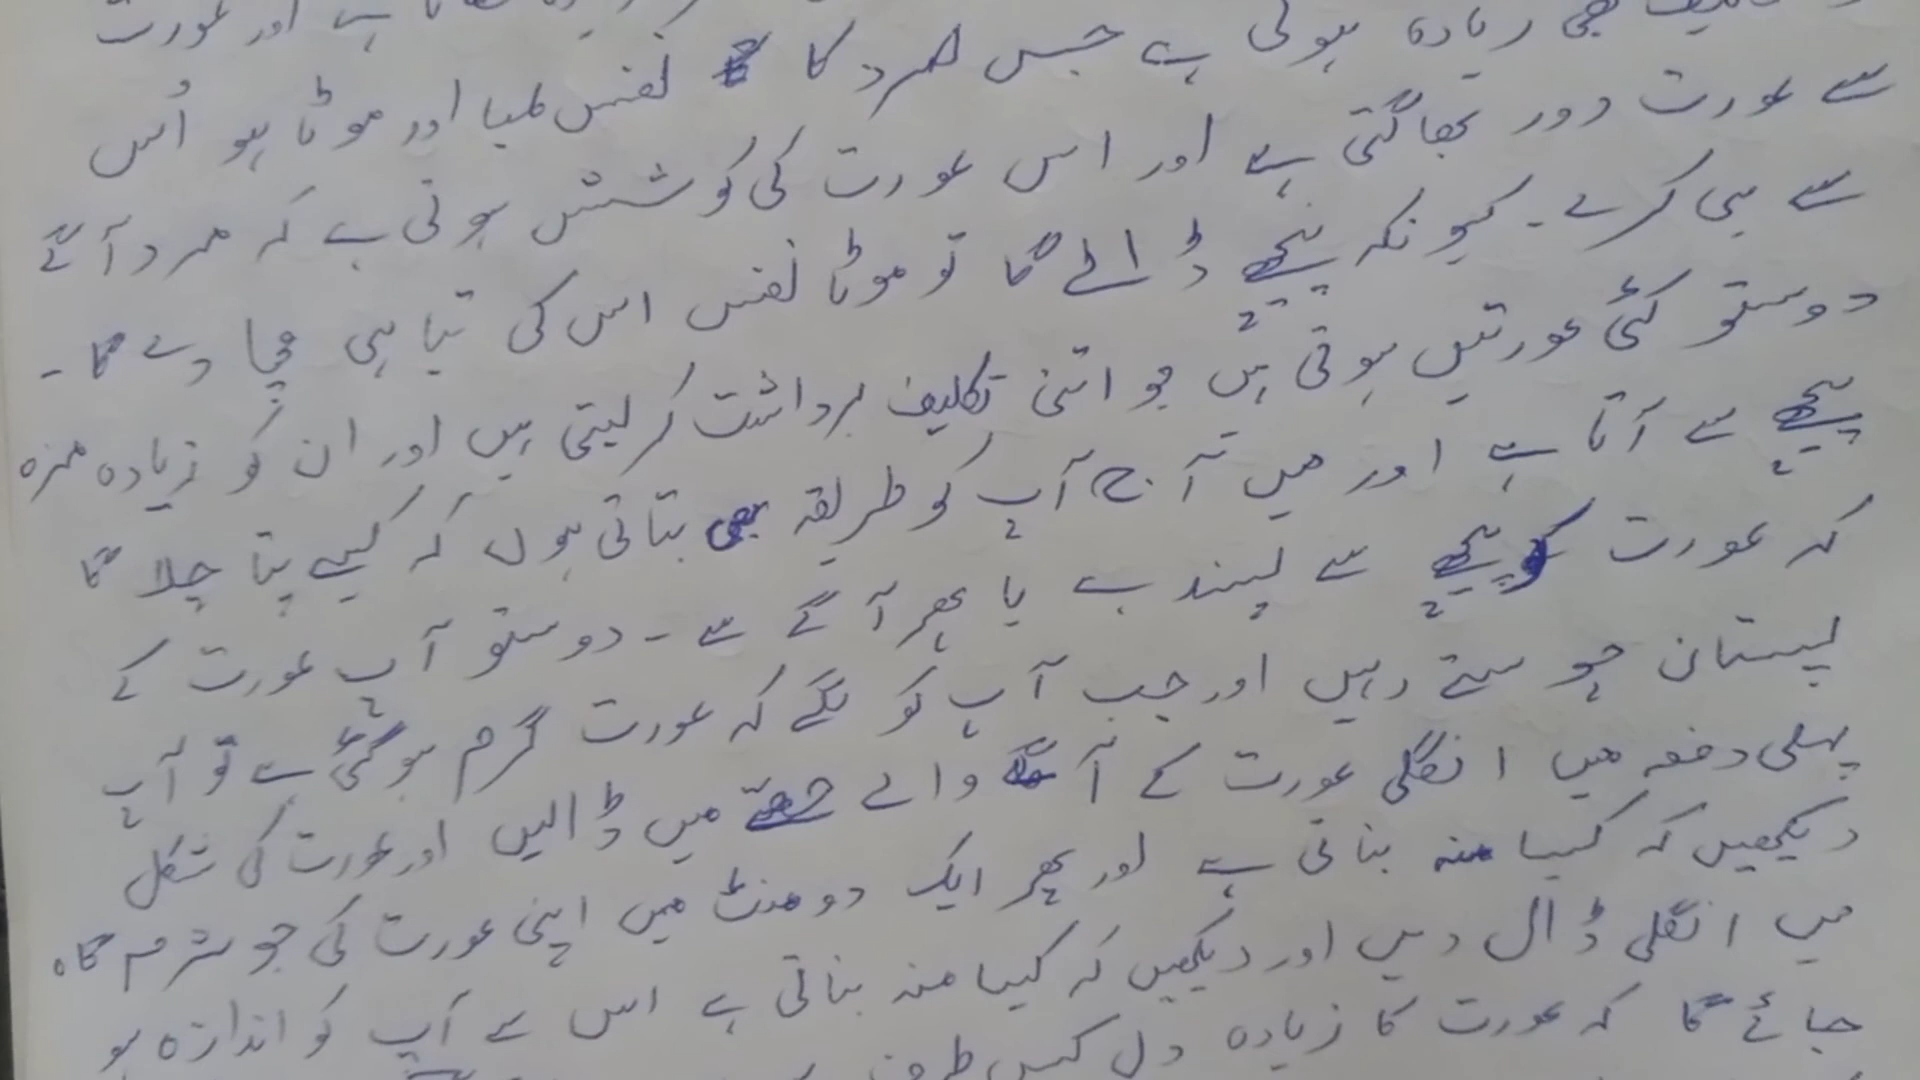 ہے اور عورت
تکلیف بھی زیادہ ہوتی ہے جس مرد کا نفس لمبا اور موٹا ہو اُس
سے عورت دور بھاگتی ہے اور اس عورت کی کوشش ہوتی ہے کہ مرد آگے
سے ہی کرے۔ کیونکہ پیچھے ڈالے گا تو موٹا نفس اس کی تباہی مچا دے گا۔
دوستو کئی عورتیں ہوتی ہیں جو اتنی تکلیف برداشت کر لیتی ہیں اور ان کو زیادہ مزہ
پیچھے سے آتا ہے اور میں آج آپ کو طریقہ بھی بتاتی ہوں کہ کیسے پتا چلا گا
کہ عورت کو پیچھے سے پسند ہے یا پھر آگے سے ۔ دوستو آپ عورت کے
پستان چوستے رہیں اور جب آپ کو لگے کہ عورت گرم ہو گئی ہے تو آپ
پہلی دفعہ میں انگلی عورت کے آگے والے حصے میں ڈالیں اور عورت کی شکل
دیکھیں کہ کیسا منہ بناتی ہے اور پھر ایک دو منٹ میں اپنی عورت کی جو شرم گاہ
میں انگلی ڈال دیں اور دیکھیں کہ کیسا منہ بناتی ہے اس سے آپ کو اندازہ ہو
جائے گا کہ عورت کا زیادہ دل کس طرف